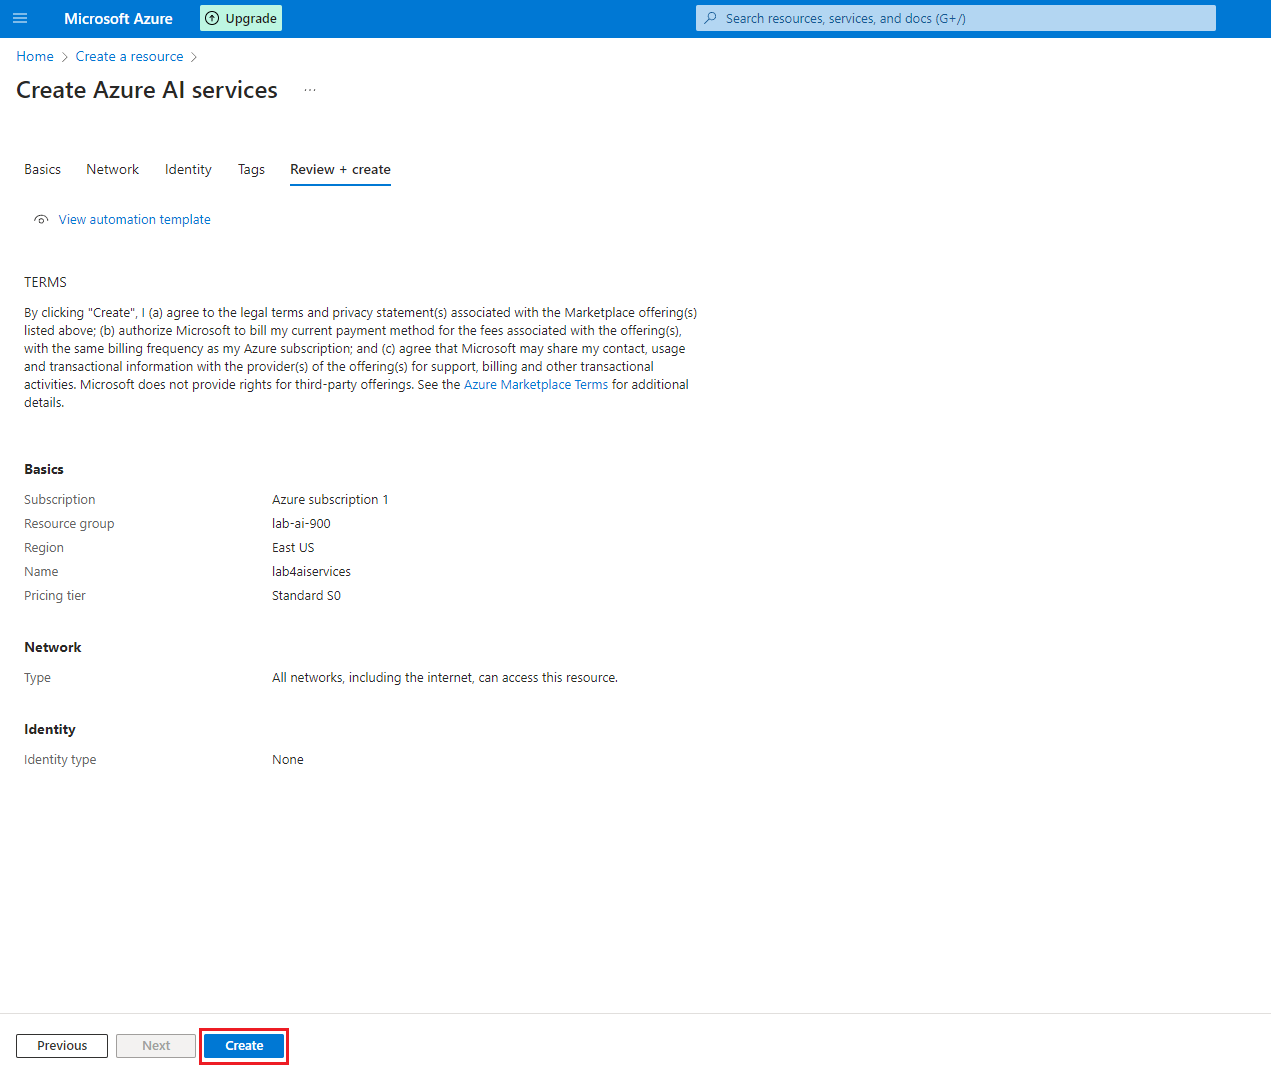 Microsoft Azure
Upgrade
Search resources, services, and docs (G+/)
Home
Create a resource
Create Azure AI services
...
Basics
Network
Identity
Tags
Review + create
View automation template
TERMS
By clicking "Create", I (a) agree to the legal terms and privacy statement(s) associated with the Marketplace offering(s)
listed above; (b) authorize Microsoft to bill my current payment method for the fees associated with the offering(s),
with the same billing frequency as my Azure subscription; and (c) agree that Microsoft may share my contact, usage
and transactional information with the provider(s) of the offering(s) for support, billing and other transactional
activities. Microsoft does not provide rights for third-party offerings. See the Azure Marketplace Terms for additional
details.
Basics
Subscription Azure subscription 1
Resource group lab-ai-900
Region East US
Name lab4aiservices
Pricing tier Standard S0
Network
Type All networks, including the internet, can access this resource.
Identity
Identity type None
Previous
Next
Create